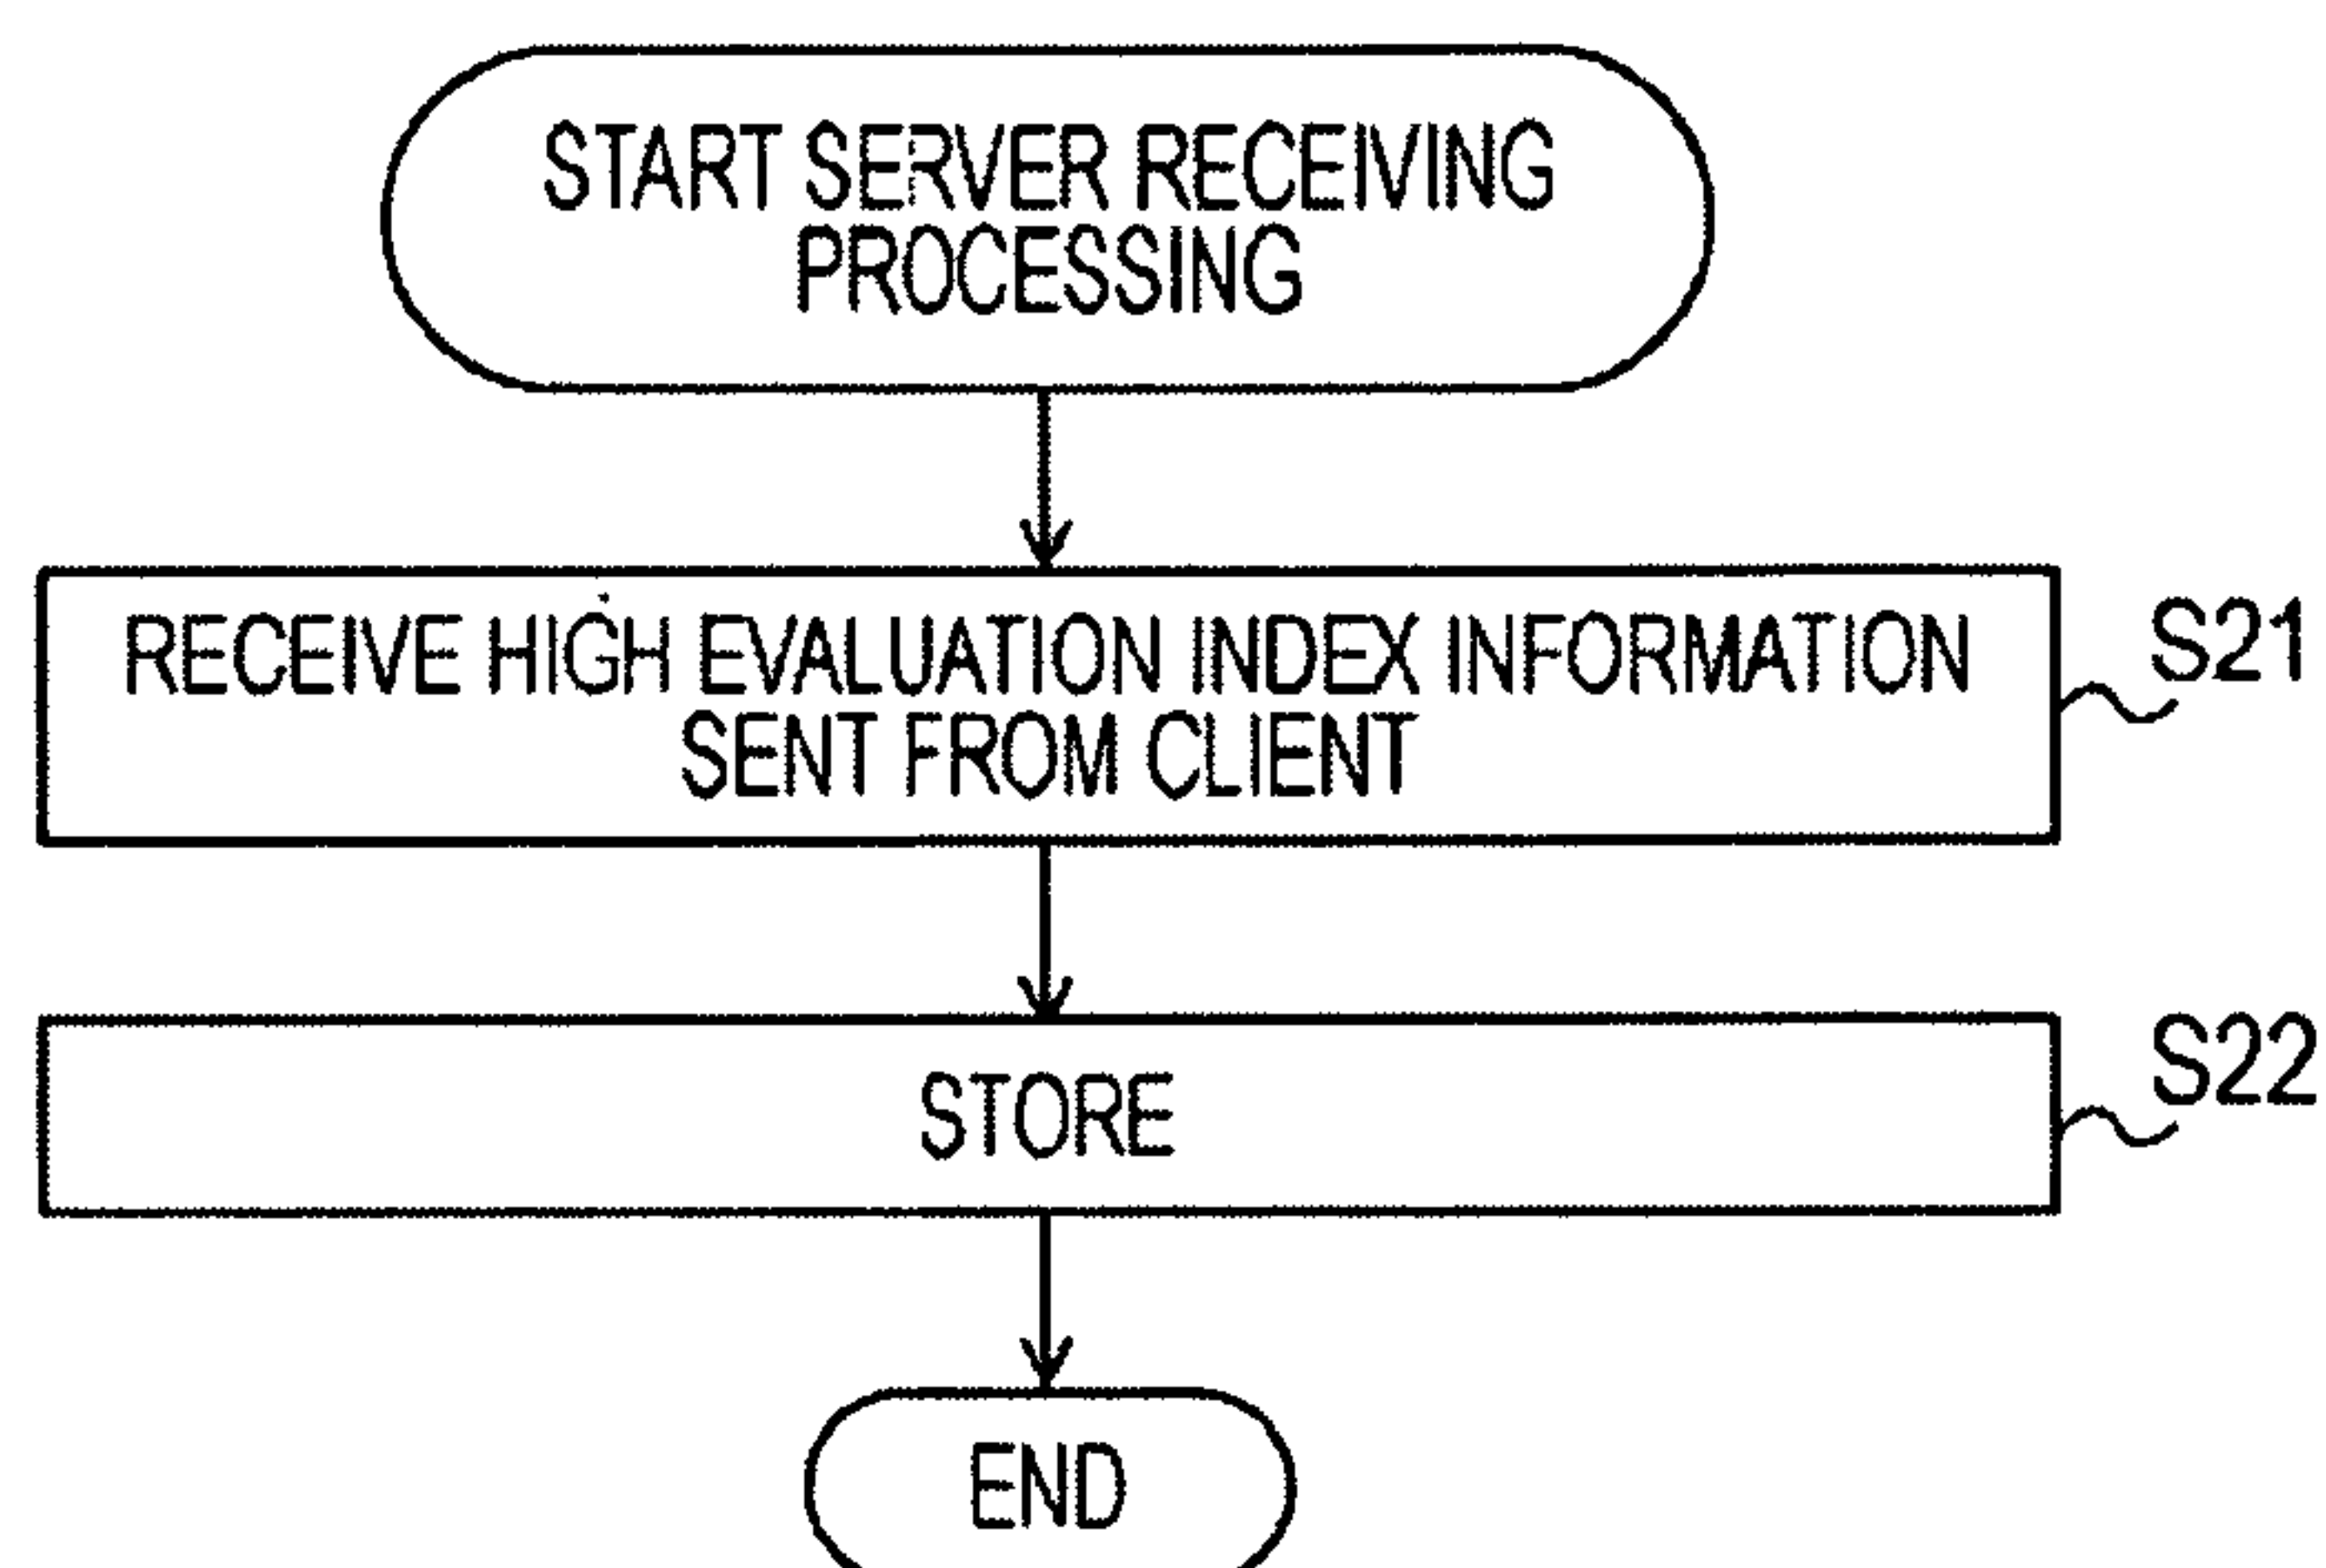 START SERVER RECEIVING
PROCESSING
RECEIVE HIGH EVALUATION INDEX INFORMATION
SENT FROM CLIENT
S21
STORE
S22
END